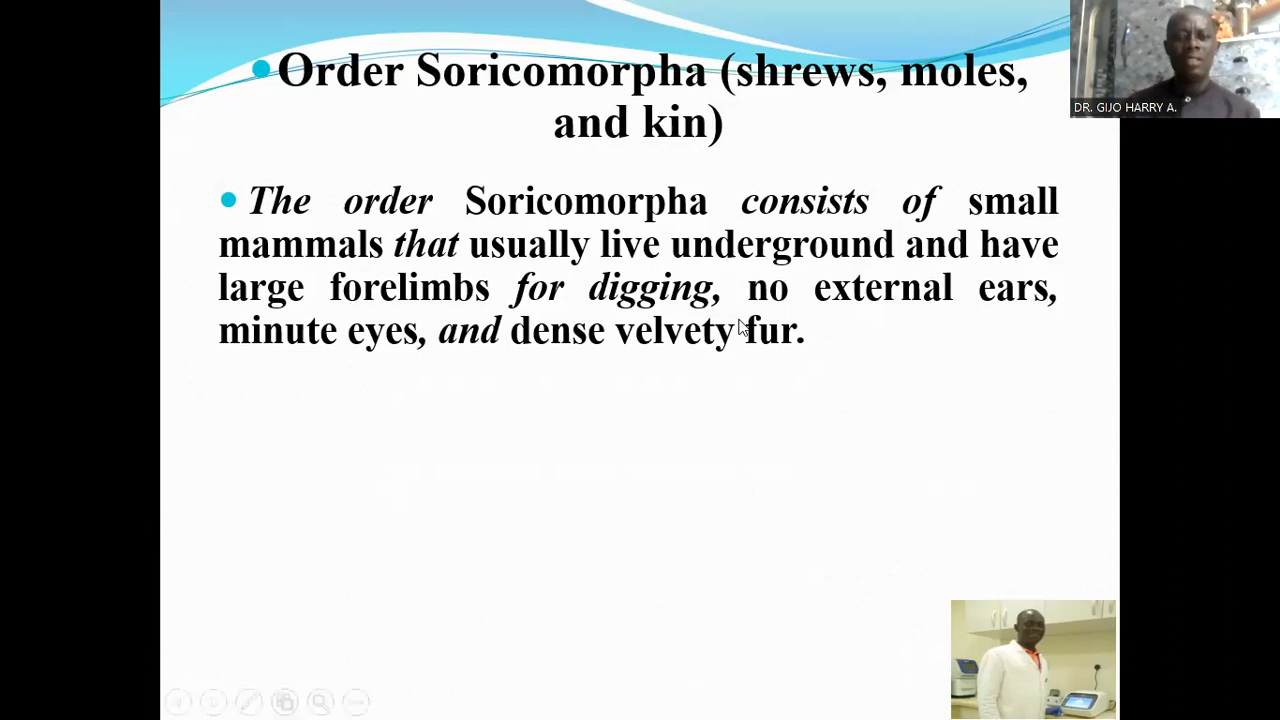 Order Soricomorpha (shrews, moles,
and kin)
The order Soricomorpha consists of small
mammals that usually live underground and have
large forelimbs for digging, no external ears,
minute eyes, and dense velvety fur.
DR. GIJO HARRY A.